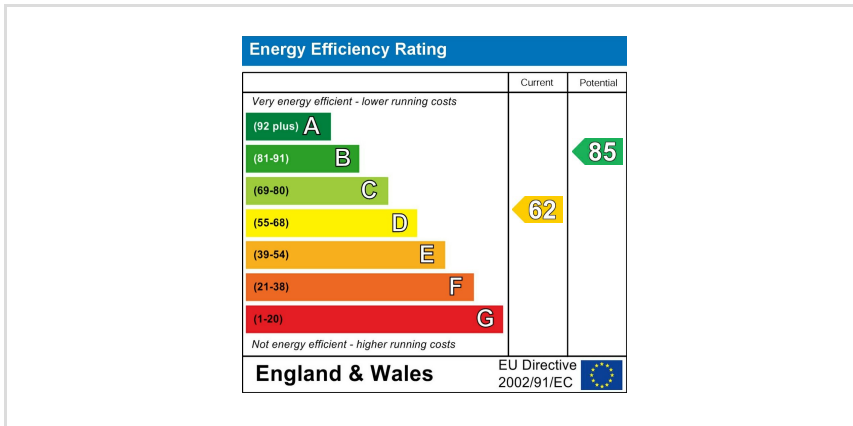 Energy Efficiency Rating
Current Potential
Very energy efficient - lower running costs
(92 plus) A
(81-91) B
85
(69-80) C
62
(55-68) D
(39-54) E
(21-38) F
(1-20) G
Not energy efficient - higher running costs
England & Wales
EU Directive
2002/91/EC